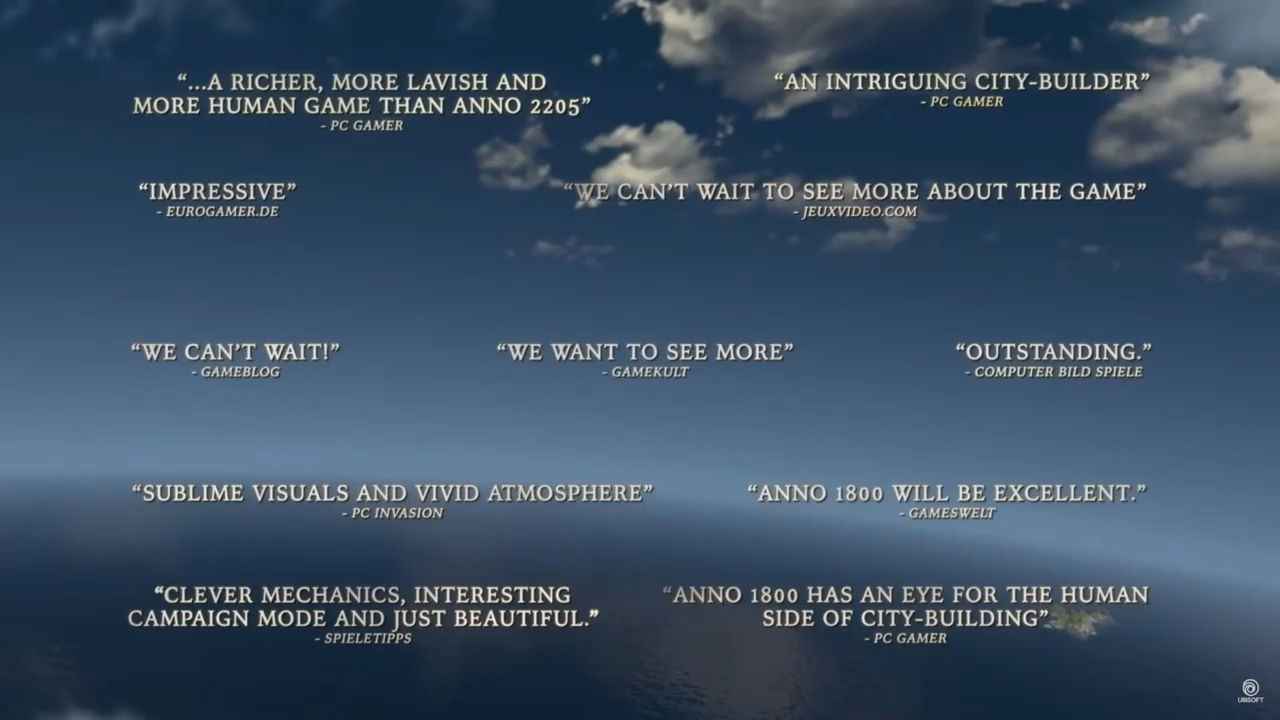 “...A RICHER, MORE LAVISH AND
MORE HUMAN GAME THAN ANNO 2205”
- PC GAMER
“AN INTRIGUING CITY-BUILDER”
- PC GAMER
“IMPRESSIVE”
- EUROGAMER.DE
“WE CAN’T WAIT TO SEE MORE ABOUT THE GAME”
- JEUXVIDEO.COM
“WE CAN’T WAIT!”
- GAMEBLOG
“WE WANT TO SEE MORE”
- GAMEKULT
“OUTSTANDING.”
- COMPUTER BILD SPIELE
“SUBLIME VISUALS AND VIVID ATMOSPHERE”
- PC INVASION
“ANNO 1800 WILL BE EXCELLENT.”
- GAMESWELT
“CLEVER MECHANICS, INTERESTING
CAMPAIGN MODE AND JUST BEAUTIFUL.”
- SPIELETIPPS
“ANNO 1800 HAS AN EYE FOR THE HUMAN
SIDE OF CITY-BUILDING”
- PC GAMER
UBISOFT